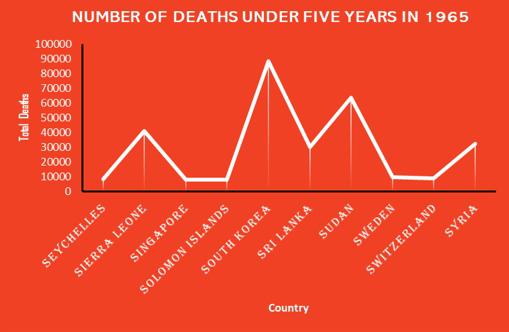 NUMBER OF DEATHS UNDER FIVE YEARS IN 1965
Total Deaths
100000
90000
80000
70000
60000
50000
40000
30000
20000
10000
0
SEYCHELLES
SIERRA LEONE
SINGAPORE
SOLOMON ISLANDS
SOUTH KOREA
SRI LANKA
SUDAN
SWEDEN
SWITZERLAND
SYRIA
Country